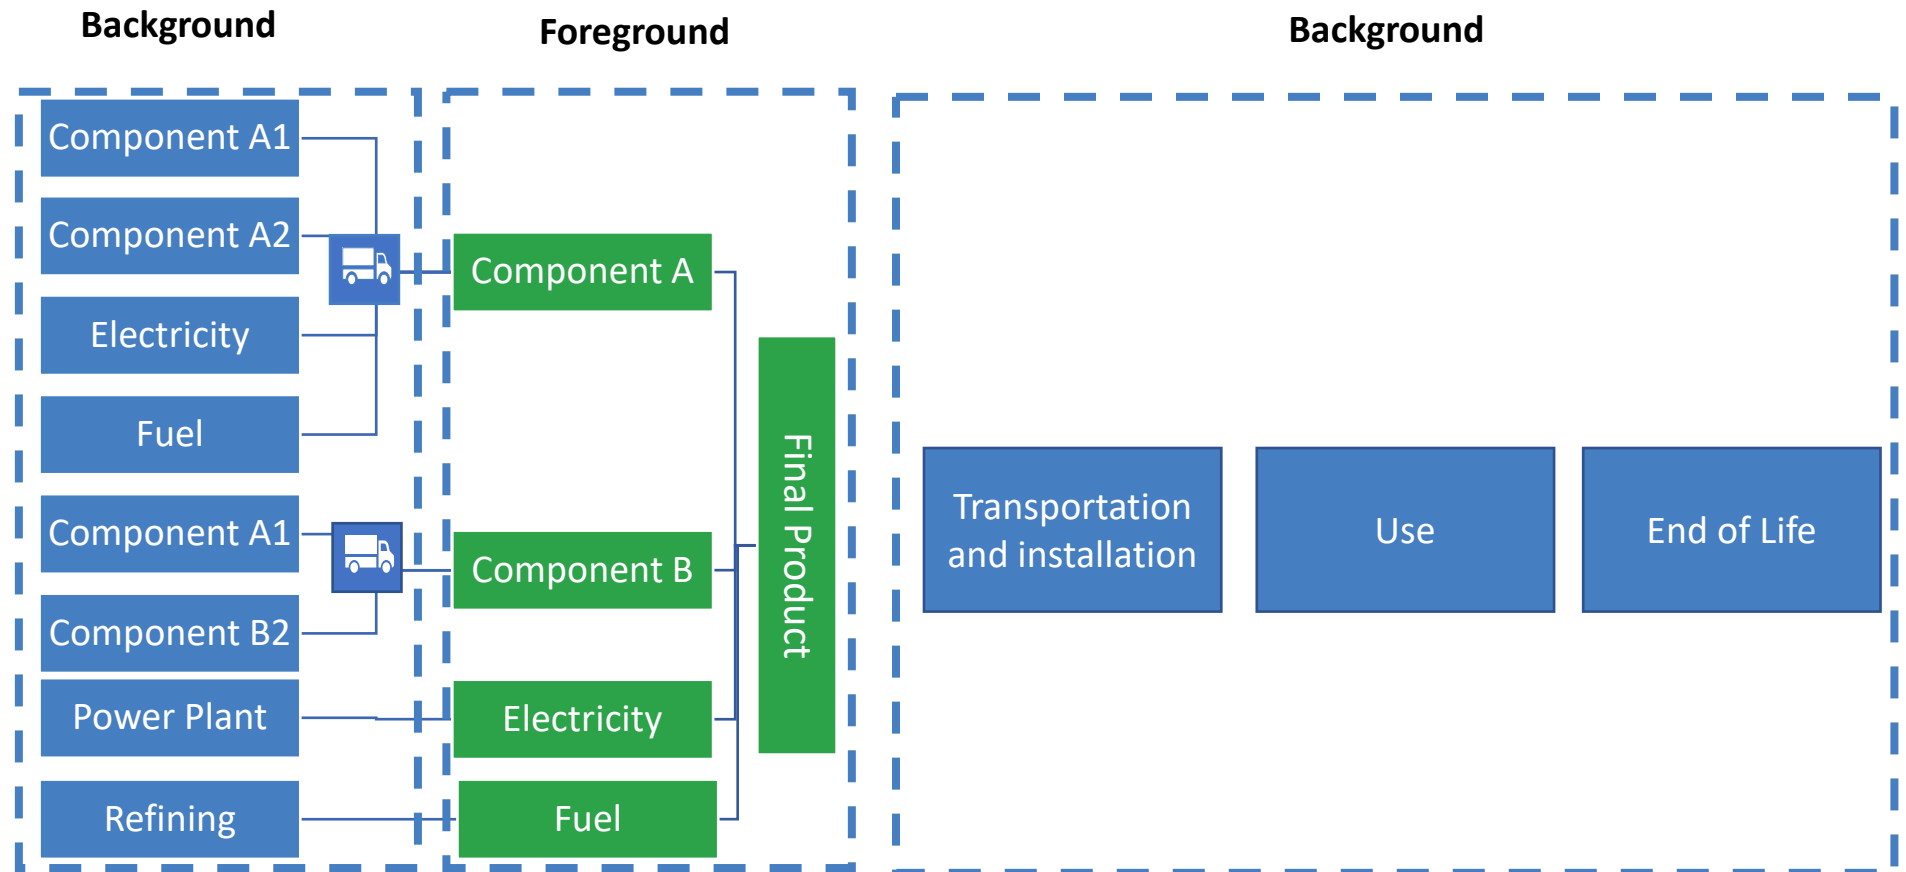 Background
Foreground
Background
Component A1
Component A2
Electricity
Fuel
Component A1
Component B2
Power Plant
Refining
Component A
Component B
Electricity
Fuel
Final Product
Transportation
and installation
Use
End of Life